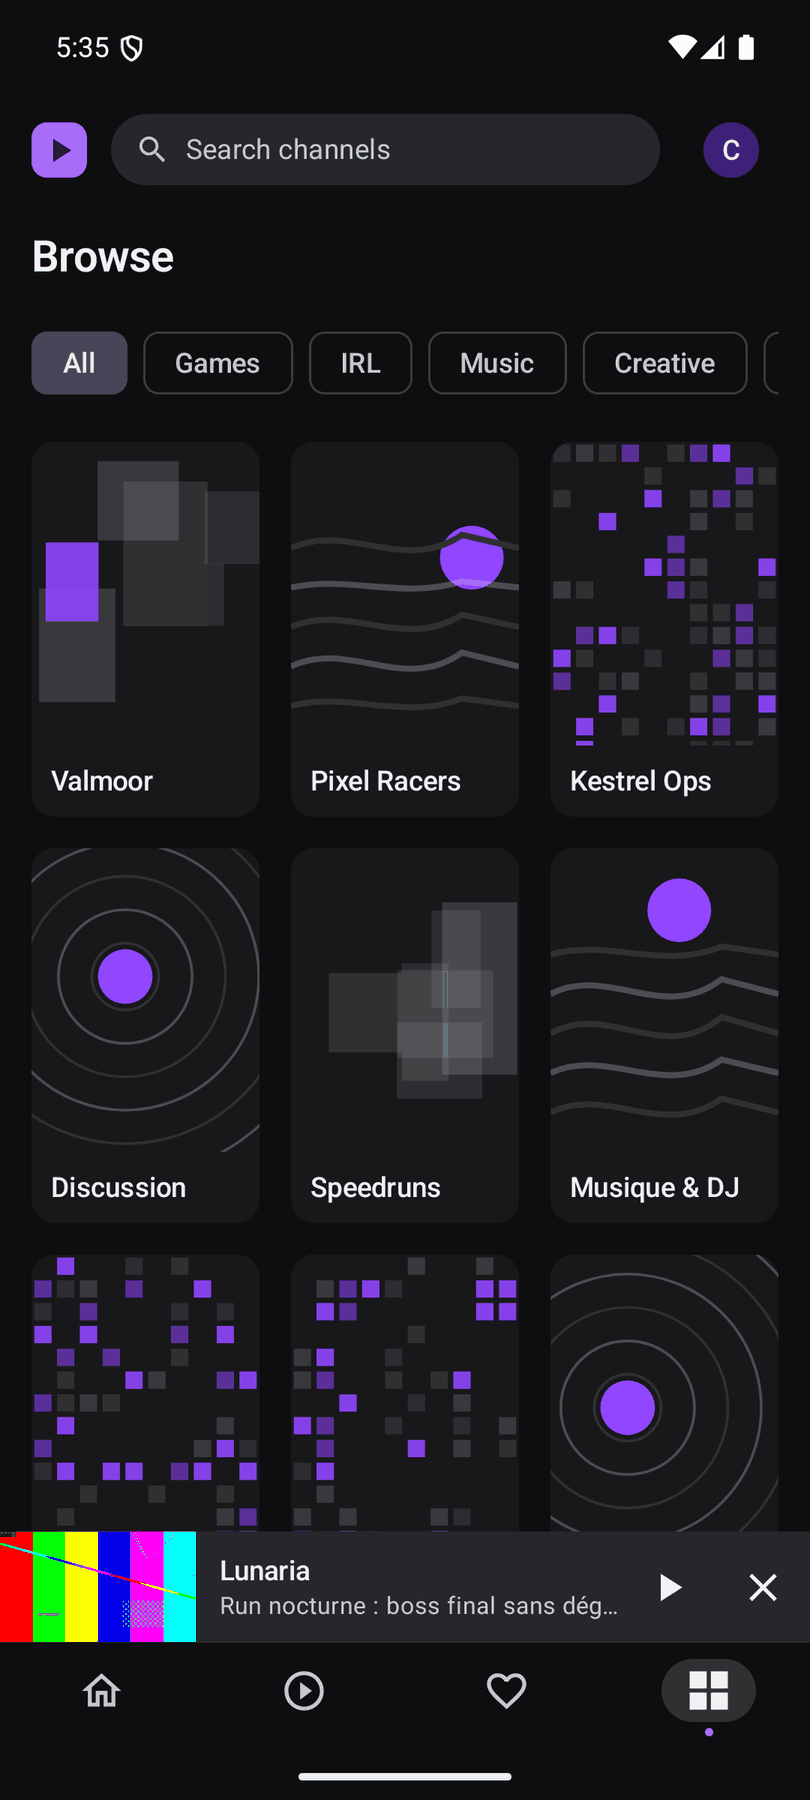 5:35
Search channels
C
Browse
All
Games
IRL
Music
Creative
Valmoor
Pixel Racers
Kestrel Ops
Discussion
Speedruns
Musique & DJ
Lunaria
Run nocturne : boss final sans dég…